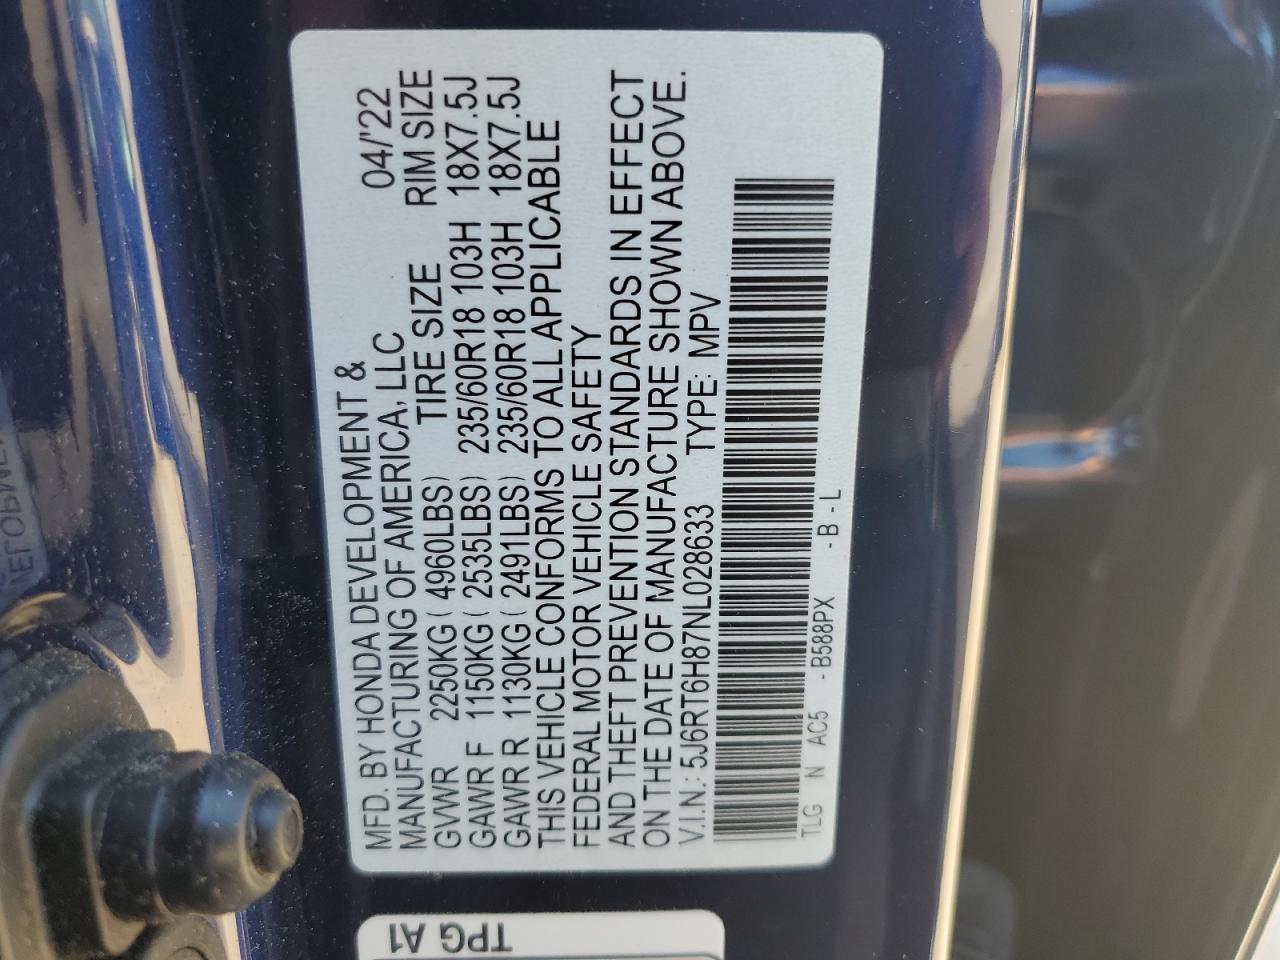 MFD. BY HONDA DEVELOPMENT &
MANUFACTURING OF AMERICA, LLC 04/'22
GVWR 2250KG ( 4960LBS) TIRE SIZE RIM SIZE
GAWR F 1150KG ( 2535LBS) 235/60R18 103H 18X7.5J
GAWR R 1130KG ( 2491LBS) 235/60R18 103H 18X7.5J
THIS VEHICLE CONFORMS TO ALL APPLICABLE
FEDERAL MOTOR VEHICLE SAFETY
AND THEFT PREVENTION STANDARDS IN EFFECT
ON THE DATE OF MANUFACTURE SHOWN ABOVE.
V.I.N.: 5J6RT6H87NL028633 TYPE: MPV
TLG N AC5 - B588PX - B - L
TPG A1